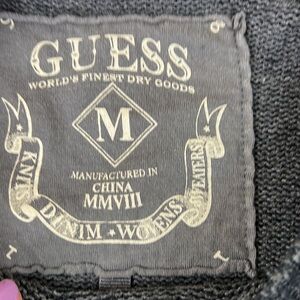 GUESS
WORLD'S FINEST DRY GOODS
M
MANUFACTURED IN
CHINA
MMVIII
KNITS DENIM • WOVENS SWEATERS